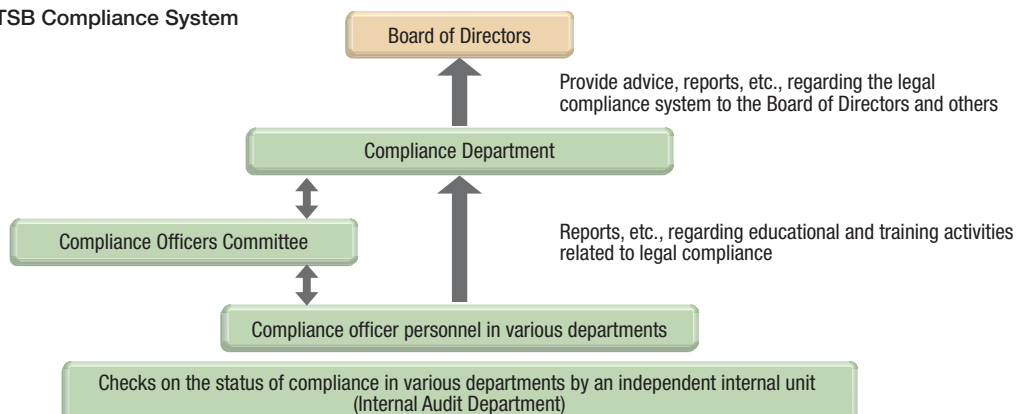 TSB Compliance System
Board of Directors
Provide advice, reports, etc., regarding the legal
compliance system to the Board of Directors and others
Compliance Department
Compliance Officers Committee
Reports, etc., regarding educational and training activities
related to legal compliance
Compliance officer personnel in various departments
Checks on the status of compliance in various departments by an independent internal unit
(Internal Audit Department)